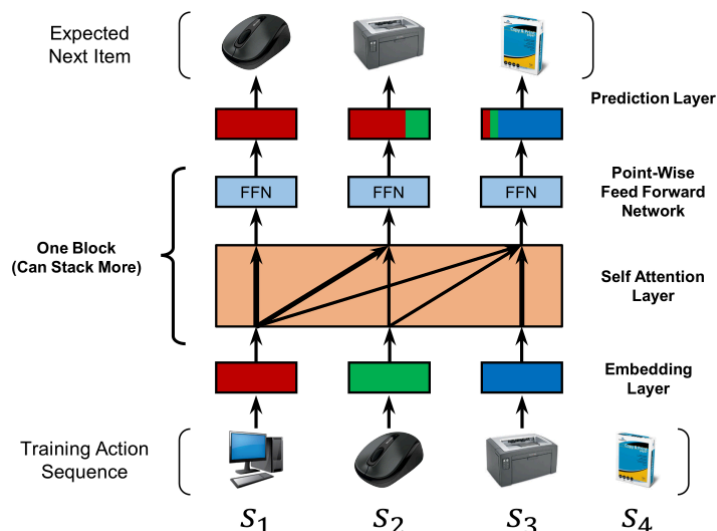 Expected
Next Item
Prediction Layer
FFN
FFN
FFN
Point-Wise
Feed Forward
Network
One Block
(Can Stack More)
Self Attention
Layer
Embedding
Layer
Training Action
Sequence
s₁
s₂
s₃
s₄